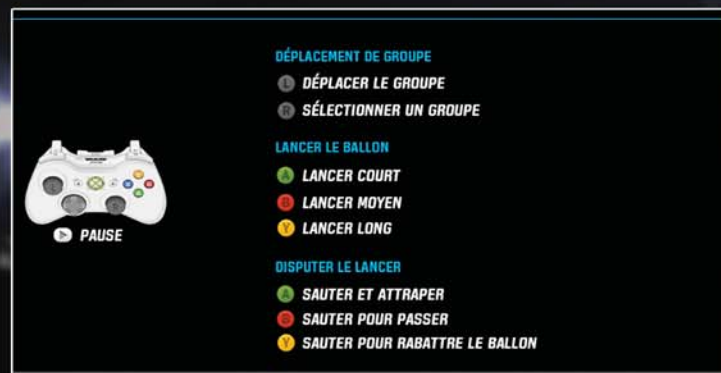 DÉPLACEMENT DE GROUPE
L DÉPLACER LE GROUPE
R SÉLECTIONNER UN GROUPE
LANCER LE BALLON
A LANCER COURT
B LANCER MOYEN
Y LANCER LONG
PAUSE
DISPUTER LE LANCER
A SAUTER ET ATTRAPER
B SAUTER POUR PASSER
Y SAUTER POUR RABATTRE LE BALLON